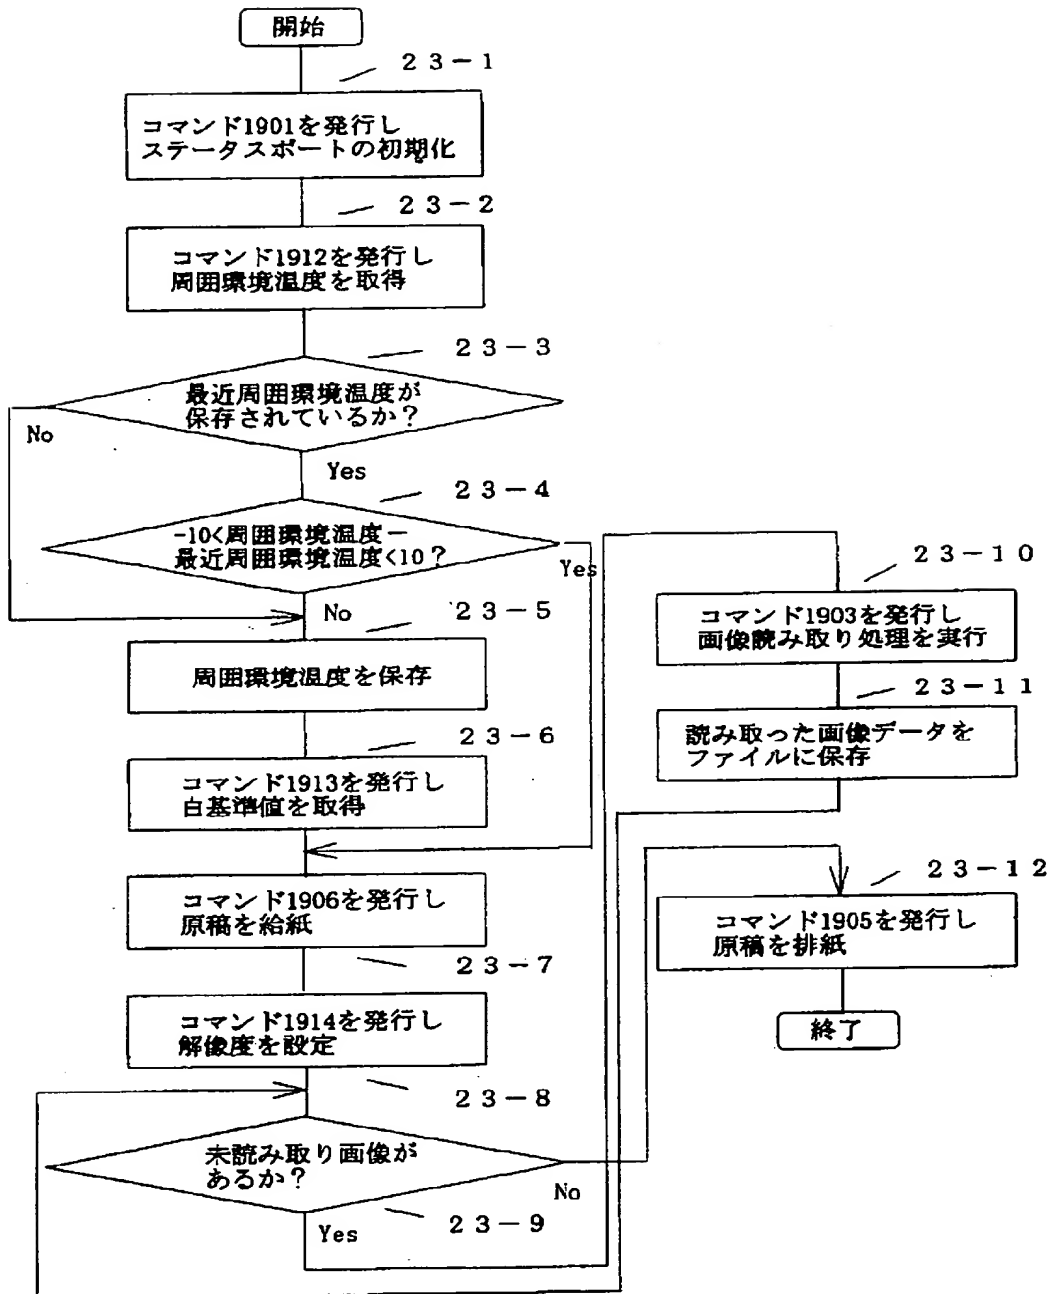 開始
23-1
コマンド1901を発行し
ステータスポートの初期化
23-2
コマンド1912を発行し
周囲環境温度を取得
23-3
最近周囲環境温度が
保存されているか？
No
Yes
23-4
-10<周囲環境温度－
最近周囲環境温度<10？
Yes
No
23-5
周囲環境温度を保存
23-6
コマンド1913を発行し
白基準値を取得
コマンド1906を発行し
原稿を給紙
23-7
コマンド1914を発行し
解像度を設定
23-8
未読み取り画像が
あるか？
No
Yes
23-9
23-10
コマンド1903を発行し
画像読み取り処理を実行
23-11
読み取った画像データを
ファイルに保存
23-12
コマンド1905を発行し
原稿を排紙
終了